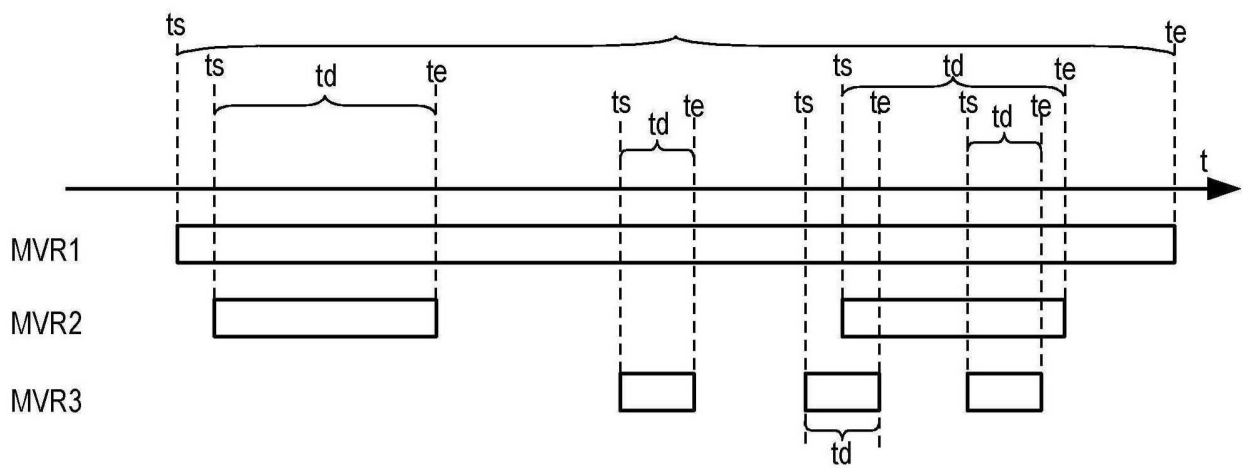 ts te
ts td te ts td te
ts te ts te ts te
td td
t
MVR1
MVR2
MVR3
td